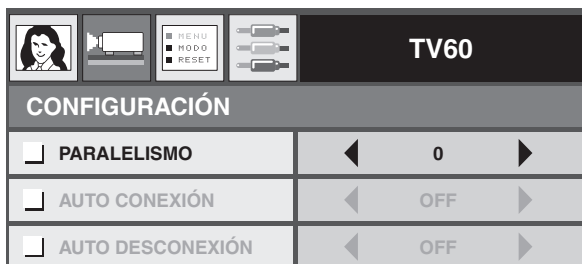 MENU
MODO
RESET
TV60
CONFIGURACIÓN
PARALELISMO 0
AUTO CONEXIÓN OFF
AUTO DESCONEXIÓN OFF